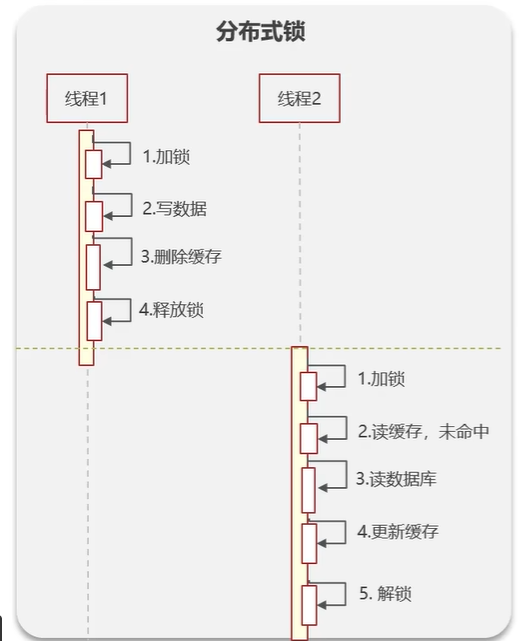 分布式锁
线程1
线程2
1.加锁
2.写数据
3.删除缓存
4.释放锁
1.加锁
2.读缓存，未命中
3.读数据库
4.更新缓存
5. 解锁